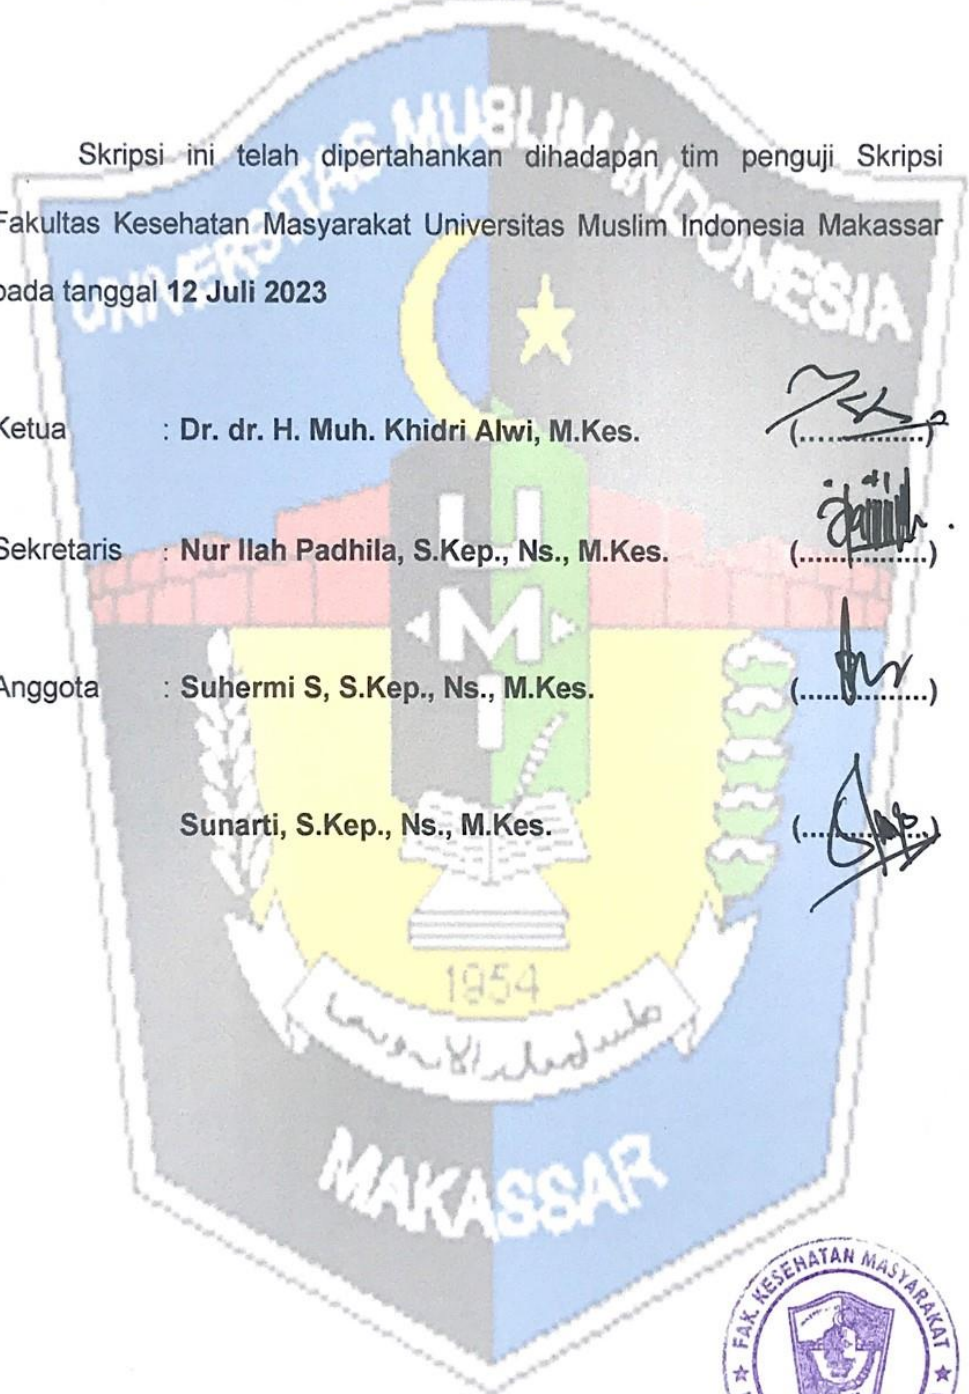 UNIVERSITAS MUSLIM INDONESIA
Skripsi ini telah dipertahankan dihadapan tim penguji Skripsi
Fakultas Kesehatan Masyarakat Universitas Muslim Indonesia Makassar
pada tanggal 12 Juli 2023
Ketua : Dr. dr. H. Muh. Khidri Alwi, M.Kes. (...............)
Sekretaris : Nur Ilah Padhila, S.Kep., Ns., M.Kes. (...............)
UMI
Anggota : Suhermi S, S.Kep., Ns., M.Kes. (...............)
Sunarti, S.Kep., Ns., M.Kes. (...............)
1954
MAKASSAR
FAK. KESEHATAN MASYARAKAT